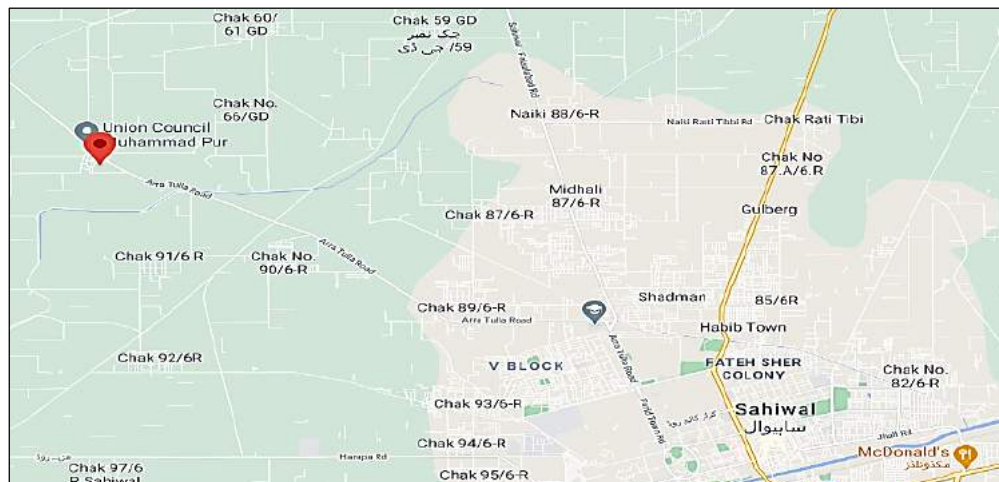 Chak 60/
61 GD
Chak 59 GD
چک نمبر
59/ جی ڈی
Sahiwal - Faisalabad Rd
Chak No.
66/GD
Naiki 88/6-R
Naiki Rati Tibbi Rd
Chak Rati Tibi
Union Council
Muhammad Pur
Chak No
87.A/6.R
Arra Tulla Road
Midhali
87/6-R
Chak 87/6-R
Gulberg
Chak 91/6 R
Chak No.
90/6-R
Arra Tulla Road
Chak 89/6-R
Arra Tulla Road
Shadman
85/6R
Habib Town
Arra Tulla Road
Chak 92/6R
V BLOCK
FATEH SHER
COLONY
Chak No.
82/6-R
Chak 93/6-R
Farid Town Rd
Sahiwal
ساہیوال
Chak 94/6-R
Jhall Rd
Harapa Rd
McDonald's
مکڈونلڈز
Chak 97/6
R Sahiwal
Chak 95/6-R